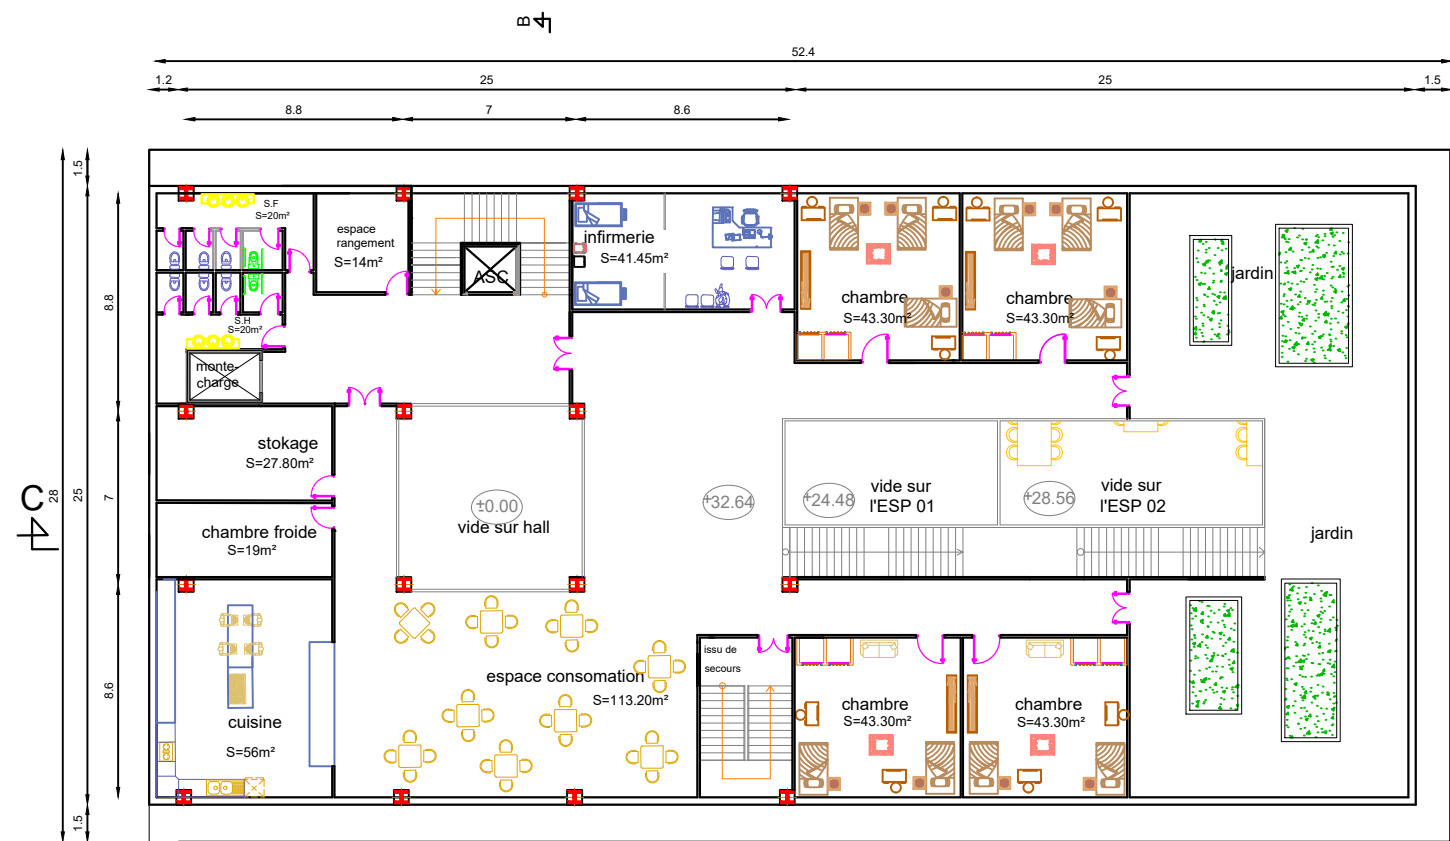 B
52.4
1.2
25
25
1.5
8.8
7
8.6
1.5
S.F
S=20m²
espace
rangement
S=14m²
ASC
infirmerie
S=41.45m²
chambre
S=43.30m²
chambre
S=43.30m²
jardin
8.8
S.H
S=20m²
monte-
charge
stokage
S=27.80m²
C
28
25
7
chambre froide
S=19m²
±0.00
vide sur hall
+32.64
+24.48
vide sur
l'ESP 01
+28.56
vide sur
l'ESP 02
jardin
8.6
cuisine
S=56m²
espace consomation
S=113.20m²
issu de
secours
chambre
S=43.30m²
chambre
S=43.30m²
1.5